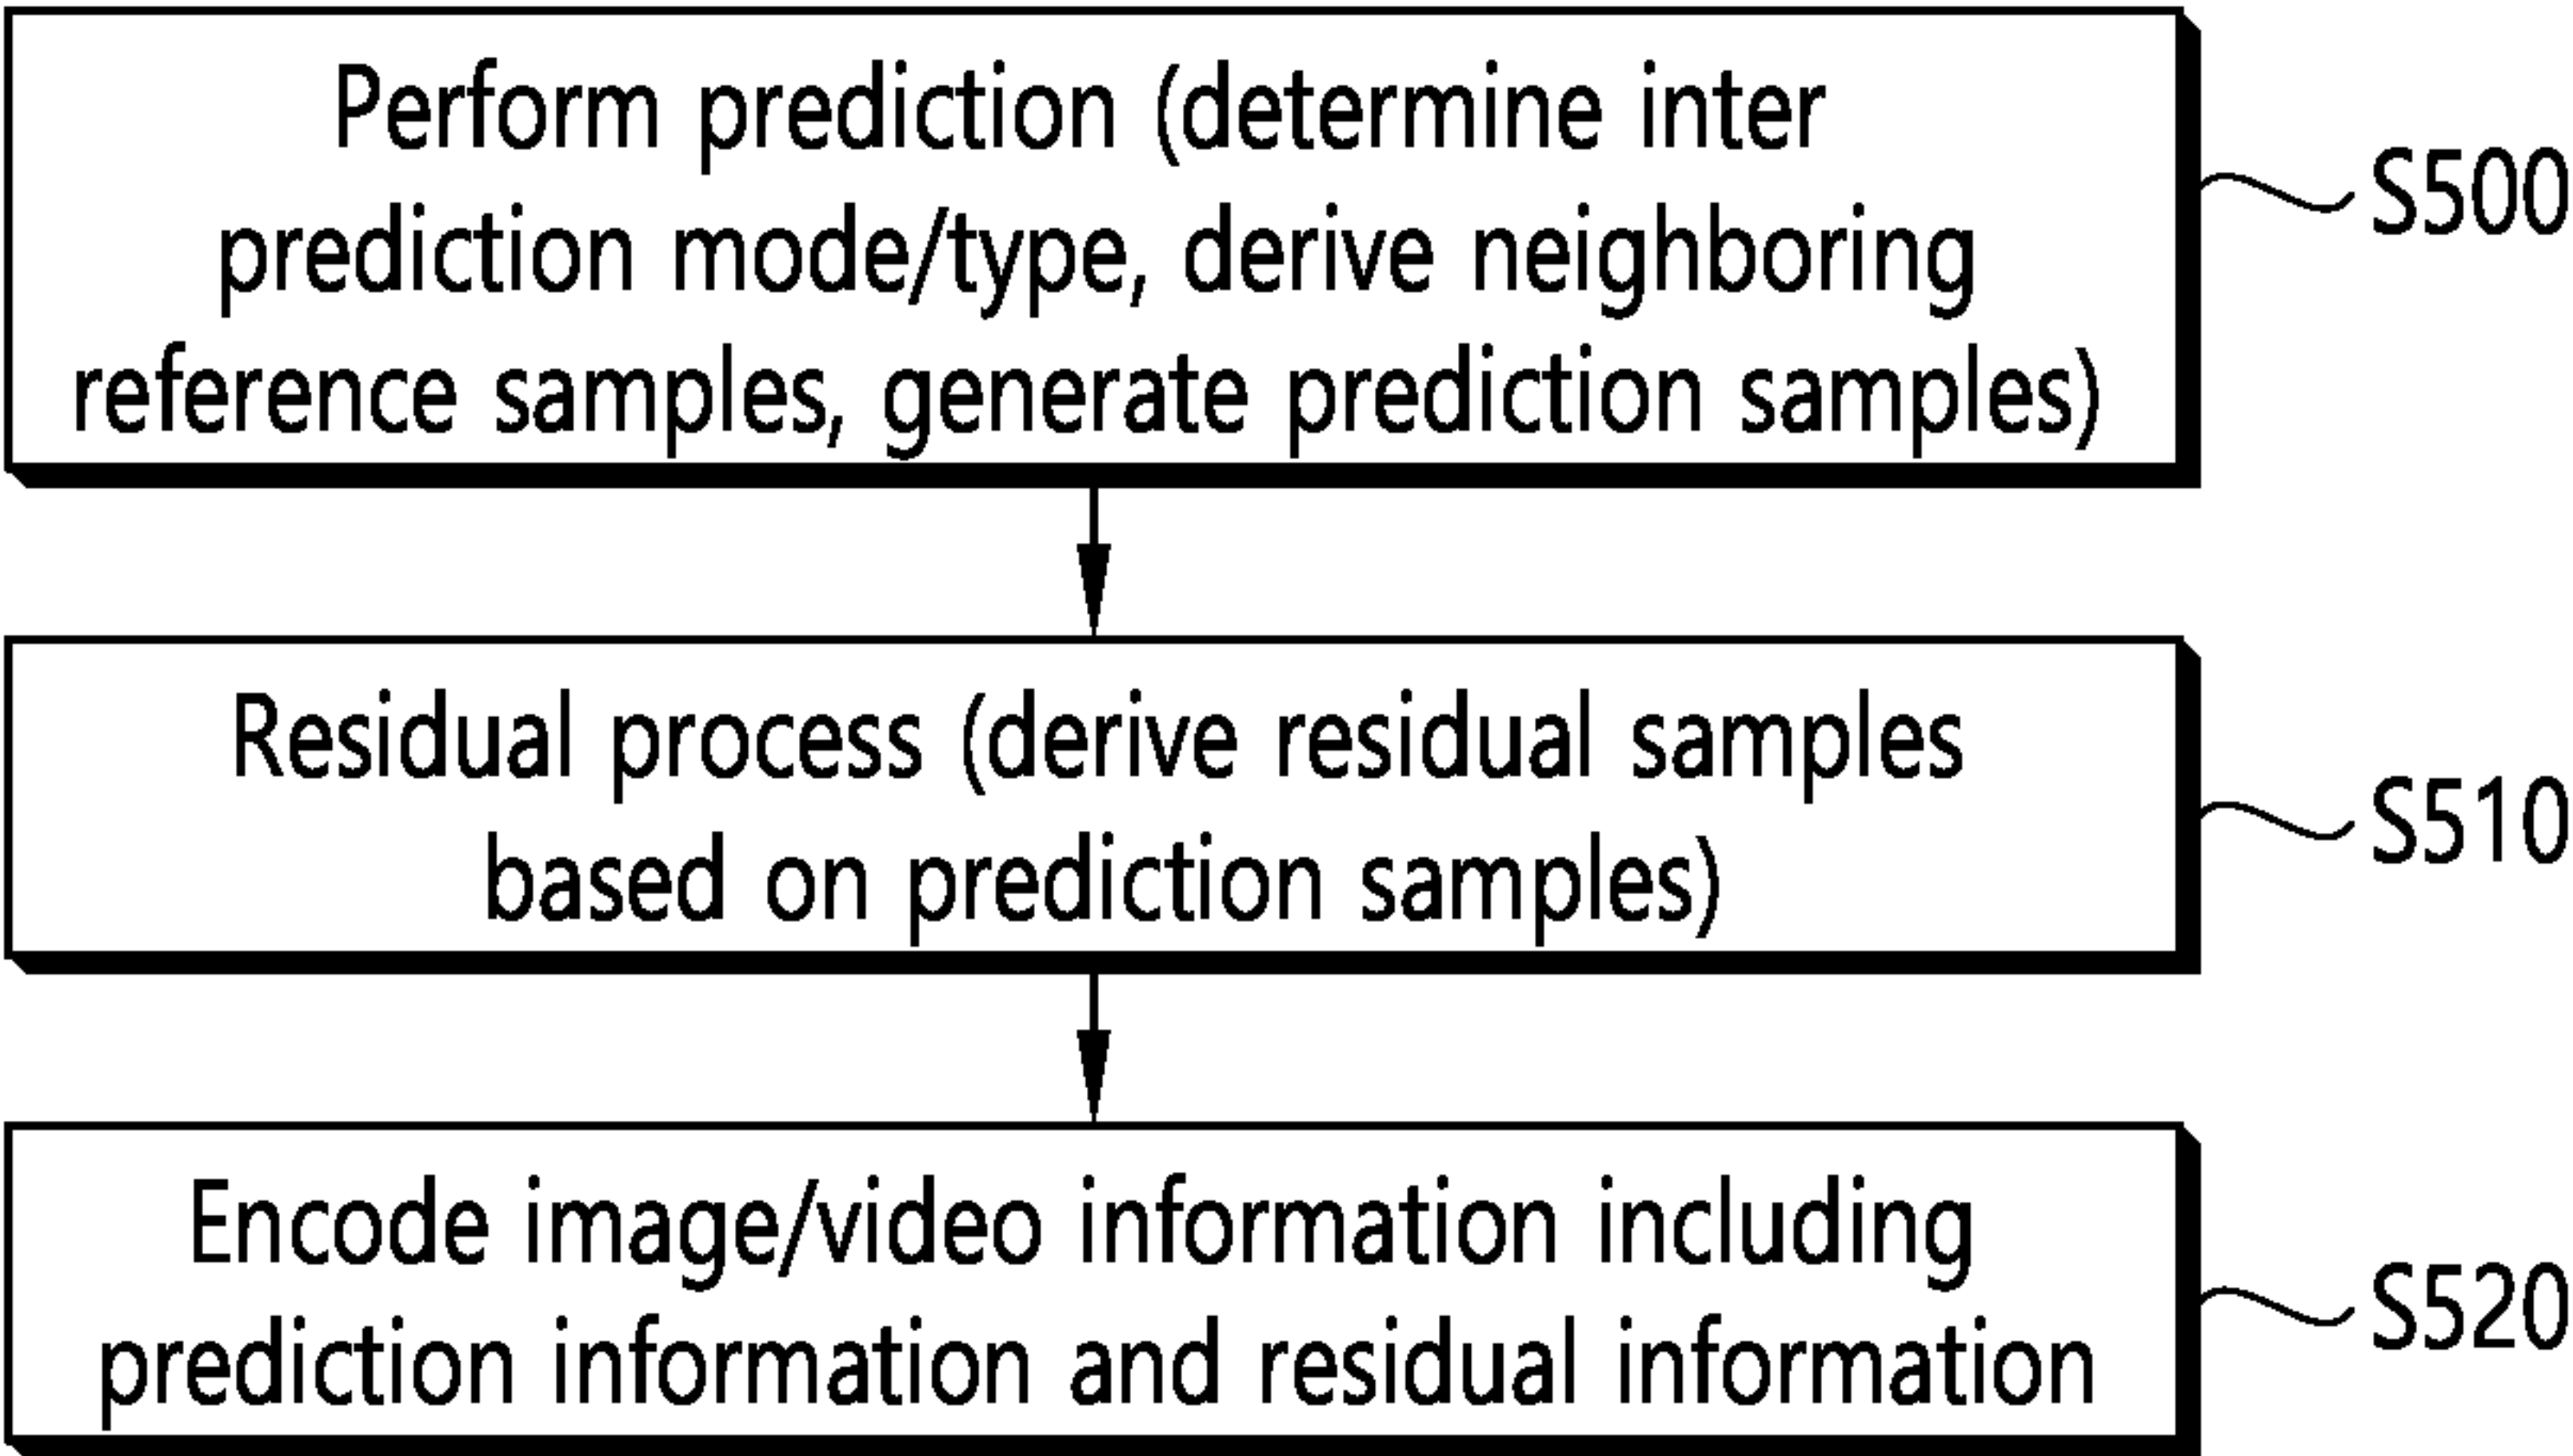 Perform prediction (determine inter
prediction mode/type, derive neighboring
reference samples, generate prediction samples)
S500
Residual process (derive residual samples
based on prediction samples)
S510
Encode image/video information including
prediction information and residual information
S520